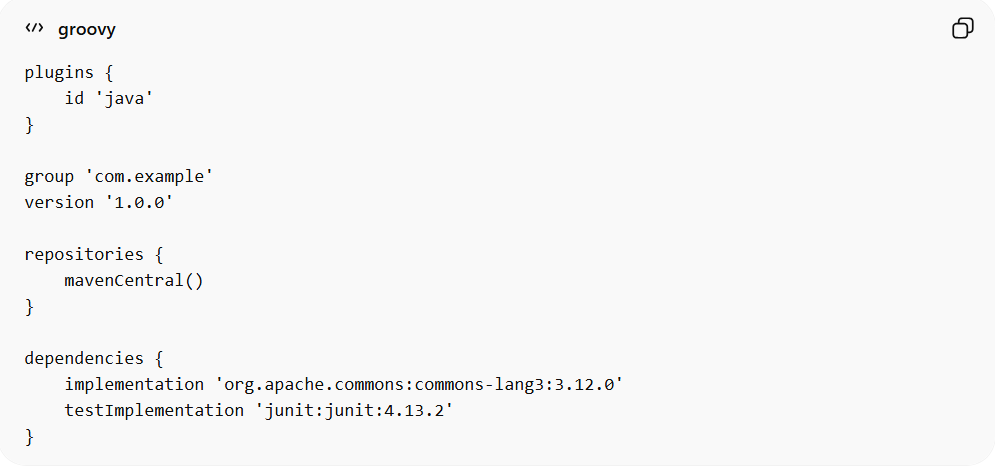 groovy
plugins {
    id 'java'
}

group 'com.example'
version '1.0.0'

repositories {
    mavenCentral()
}

dependencies {
    implementation 'org.apache.commons:commons-lang3:3.12.0'
    testImplementation 'junit:junit:4.13.2'
}